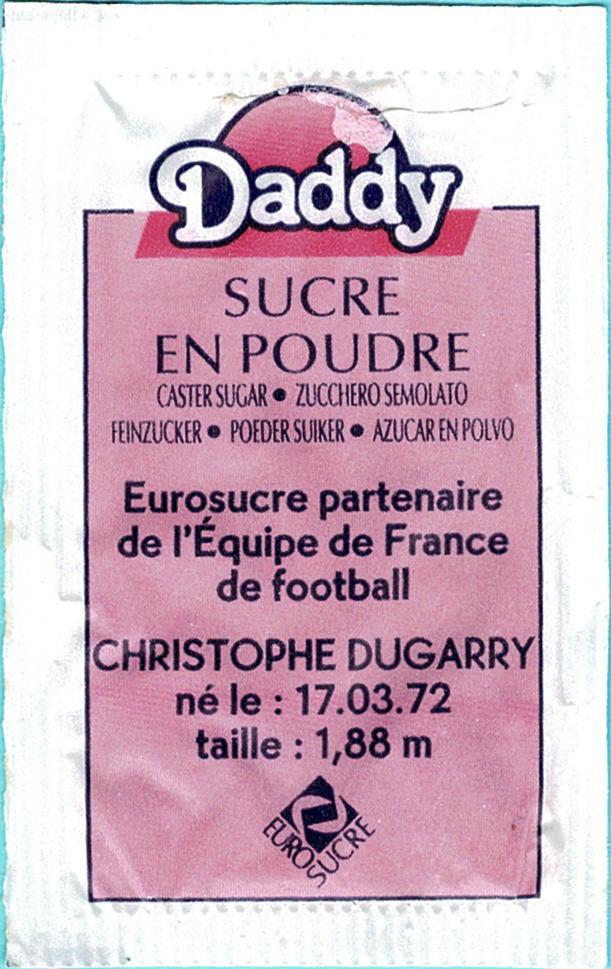 Daddy
SUCRE
EN POUDRE
CASTER SUGAR • ZUCCHERO SEMOLATO
FEINZUCKER • POEDER SUIKER • AZUCAR EN POLVO
Eurosucre partenaire
de l'Équipe de France
de football
CHRISTOPHE DUGARRY
né le : 17.03.72
taille : 1,88 m
EURO SUCRE